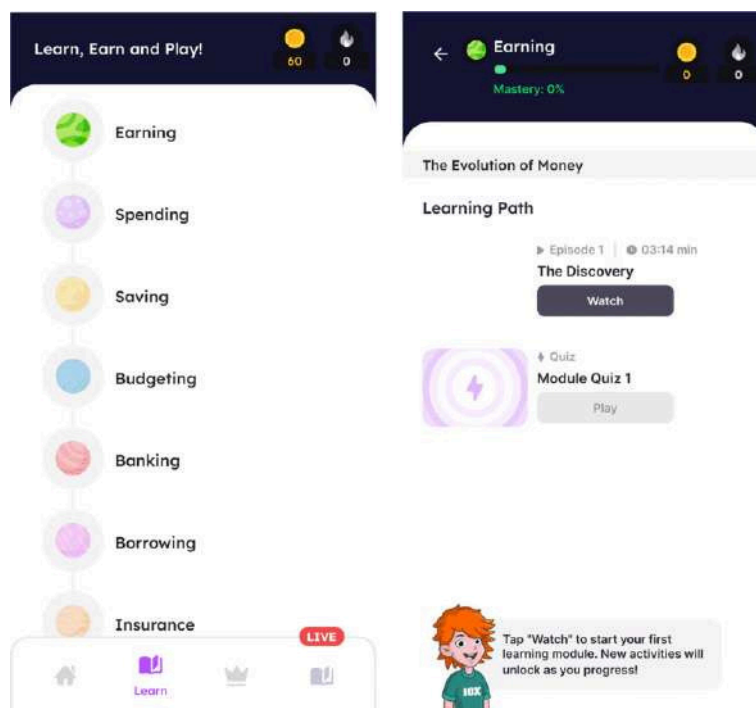 Learn, Earn and Play!
60
0
Earning
Spending
Saving
Budgeting
Banking
Borrowing
Insurance
LIVE
Learn
Earning
Mastery: 0%
0
0
The Evolution of Money
Learning Path
Episode 1 03:14 min
The Discovery
Watch
Quiz
Module Quiz 1
Play
Tap "Watch" to start your first
learning module. New activities will
unlock as you progress!
10X